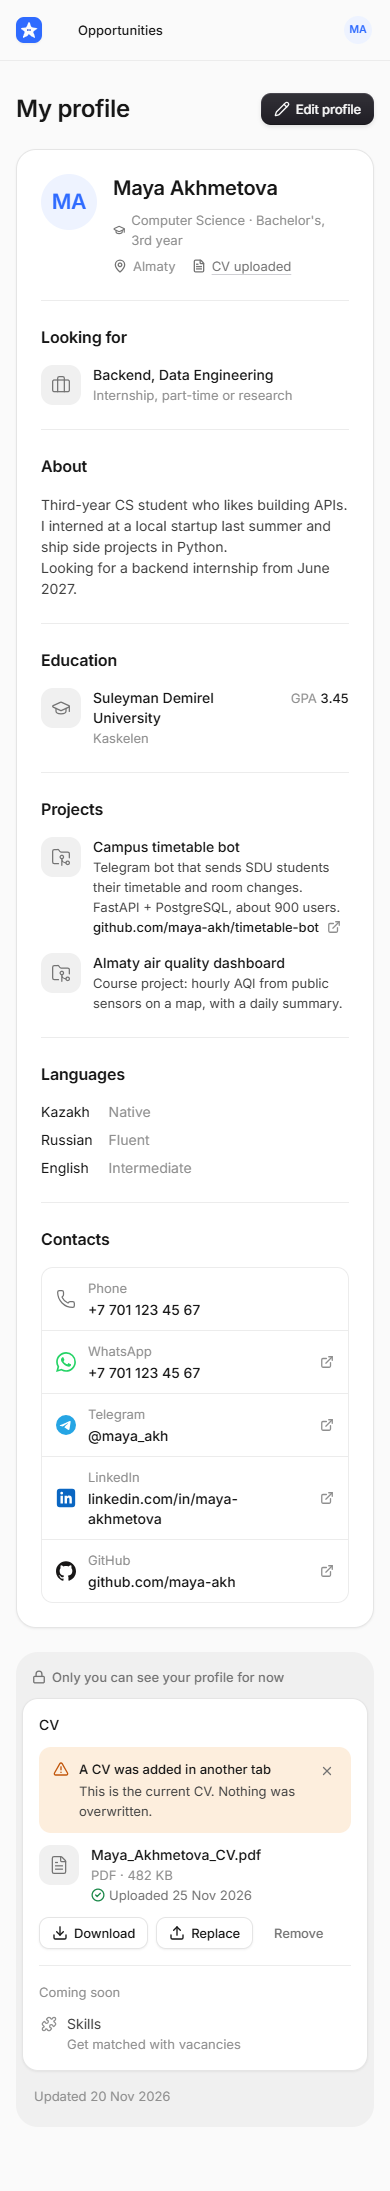 Opportunities
MA
My profile
Edit profile
MA
Maya Akhmetova
Computer Science · Bachelor's,
3rd year
Almaty
CV uploaded
Looking for
Backend, Data Engineering
Internship, part-time or research
About
Third-year CS student who likes building APIs.
I interned at a local startup last summer and
ship side projects in Python.
Looking for a backend internship from June
2027.
Education
Suleyman Demirel
University
GPA 3.45
Kaskelen
Projects
Campus timetable bot
Telegram bot that sends SDU students
their timetable and room changes.
FastAPI + PostgreSQL, about 900 users.
github.com/maya-akh/timetable-bot
Almaty air quality dashboard
Course project: hourly AQI from public
sensors on a map, with a daily summary.
Languages
Kazakh Native
Russian Fluent
English Intermediate
Contacts
Phone
+7 701 123 45 67
WhatsApp
+7 701 123 45 67
Telegram
@maya_akh
LinkedIn
linkedin.com/in/maya-
akhmetova
GitHub
github.com/maya-akh
Only you can see your profile for now
CV
A CV was added in another tab
This is the current CV. Nothing was
overwritten.
Maya_Akhmetova_CV.pdf
PDF · 482 KB
Uploaded 25 Nov 2026
Download
Replace
Remove
Coming soon
Skills
Get matched with vacancies
Updated 20 Nov 2026